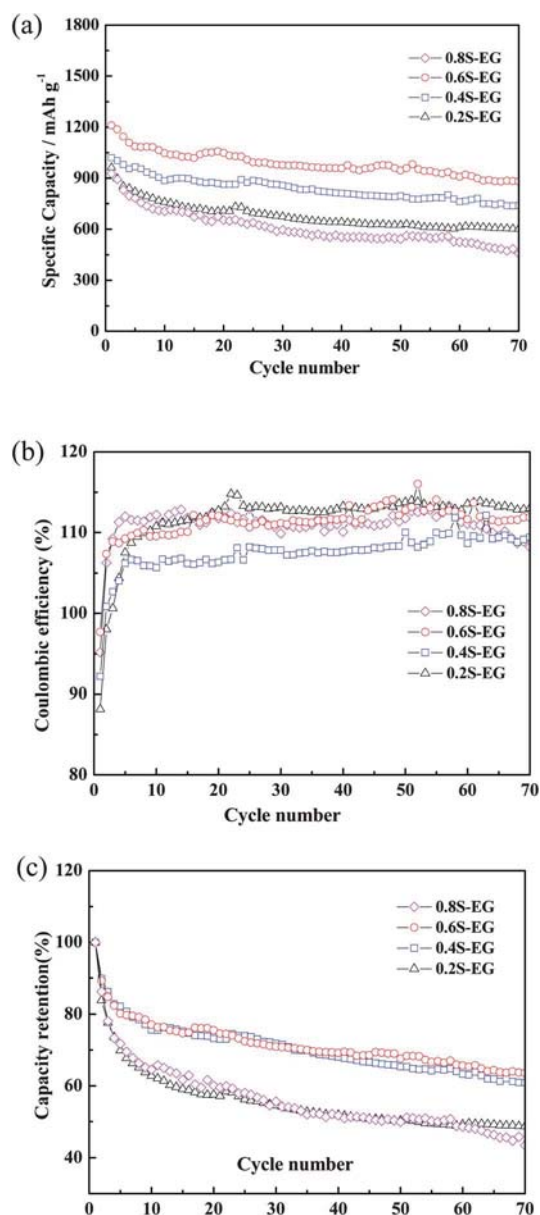 (a)
1800
1500
1200
900
600
300
0
Specific Capacity / mAh g-1
0.8S-EG
0.6S-EG
0.4S-EG
0.2S-EG
0 10 20 30 40 50 60 70
Cycle number
(b)
120
110
100
90
80
Coulombic efficiency (%)
0.8S-EG
0.6S-EG
0.4S-EG
0.2S-EG
0 10 20 30 40 50 60 70
Cycle number
(c)
120
100
80
60
40
Capacity retention(%)
0.8S-EG
0.6S-EG
0.4S-EG
0.2S-EG
Cycle number
0 10 20 30 40 50 60 70